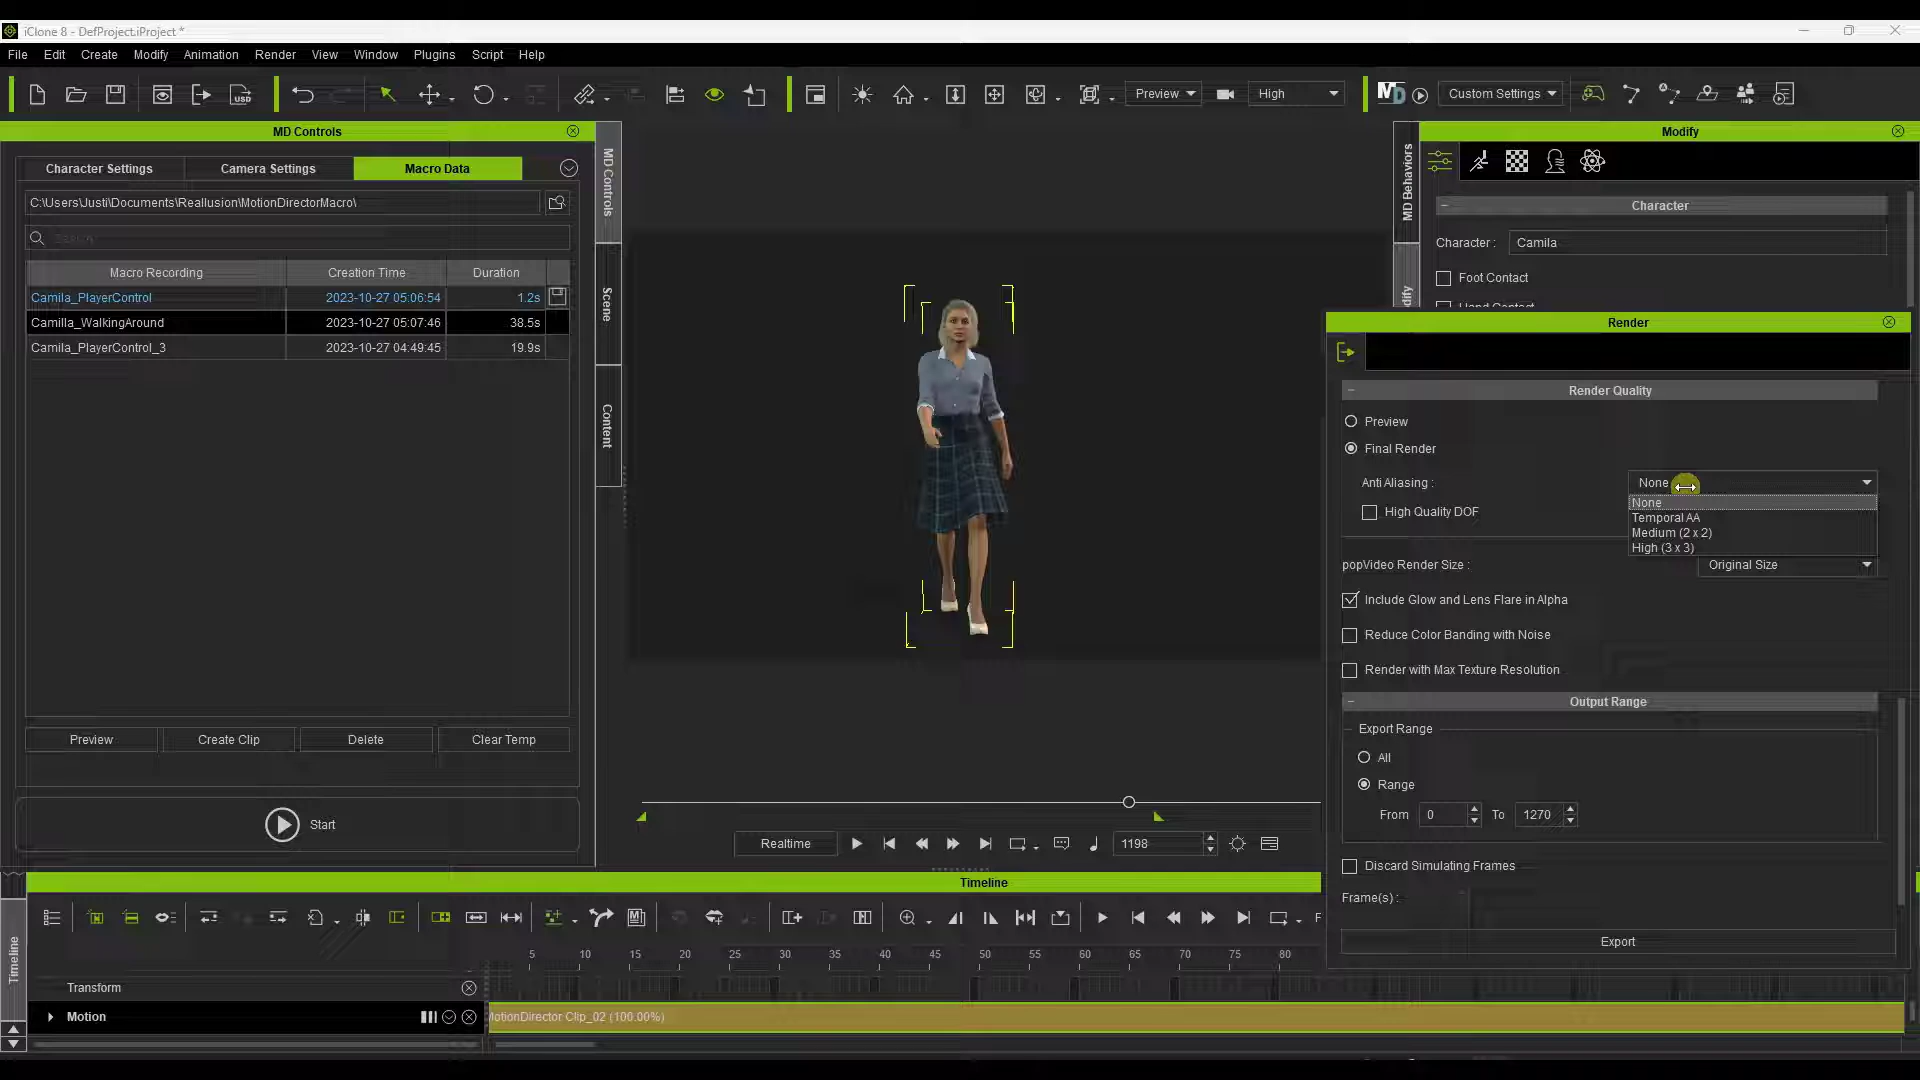 iClone 8 - DefProject.iProject *
File Edit Create Modify Animation Render View Window Plugins Script Help
USD
Preview High MD Custom Settings
MD Controls
Character Settings Camera Settings Macro Data
C:\Users\Justi\Documents\Reallusion\MotionDirectorMacro\
Macro Recording Creation Time Duration
Camila_PlayerControl 2023-10-27 05:06:54 1.2s
Camilla_WalkingAround 2023-10-27 05:07:46 38.5s
Camila_PlayerControl_3 2023-10-27 04:49:45 19.9s
Preview Create Clip Delete Clear Temp
Start
MD Controls
Scene
Content
MD Behaviors
Modify
Character
Character : Camila
Foot Contact
Hand Contact
Render
Render Quality
Preview
Final Render
Anti Aliasing : None
None
Temporal AA
Medium (2 x 2)
High (3 x 3)
High Quality DOF
popVideo Render Size : Original Size
Include Glow and Lens Flare in Alpha
Reduce Color Banding with Noise
Render with Max Texture Resolution
Output Range
Export Range
All
Range
From 0 To 1270
Discard Simulating Frames
Frame(s) :
Export
Realtime 1198
Timeline
F
Timeline
5 10 15 20 25 30 35 40 45 50 55 60 65 70 75 80
Transform
Motion
MotionDirector Clip_02 (100.00%)